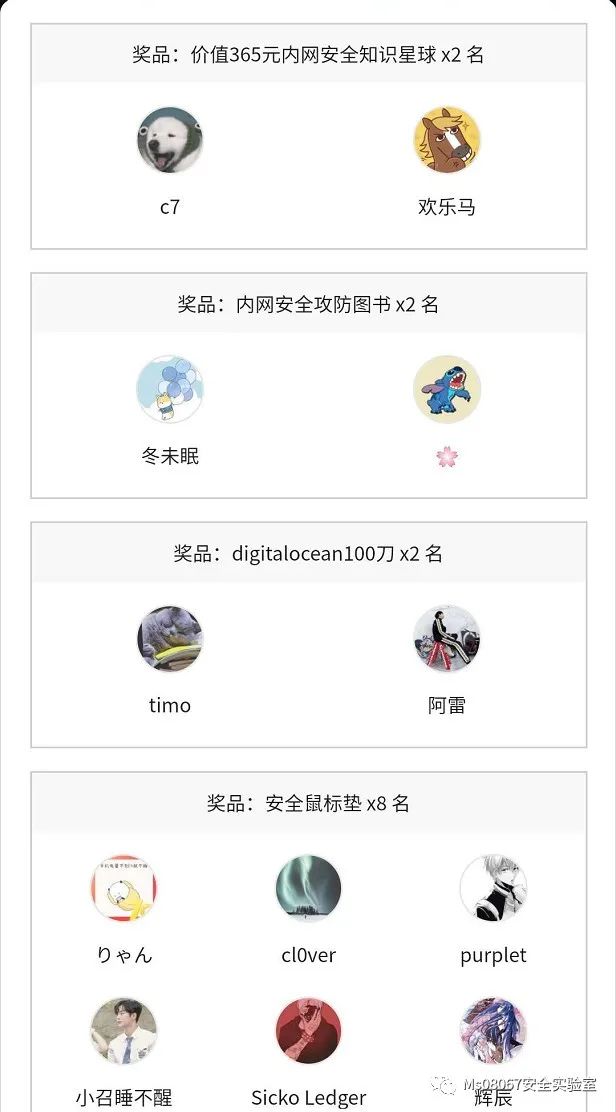 奖品：价值365元内网安全知识星球 x2 名
c7 欢乐马
奖品：内网安全攻防图书 x2 名
冬未眠 🌸
奖品：digitalocean100刀 x2 名
timo 阿雷
奖品：安全鼠标垫 x8 名
りゃん cl0ver purplet
小召睡不醒 Sicko Ledger 辉辰
Ms08067安全实验室